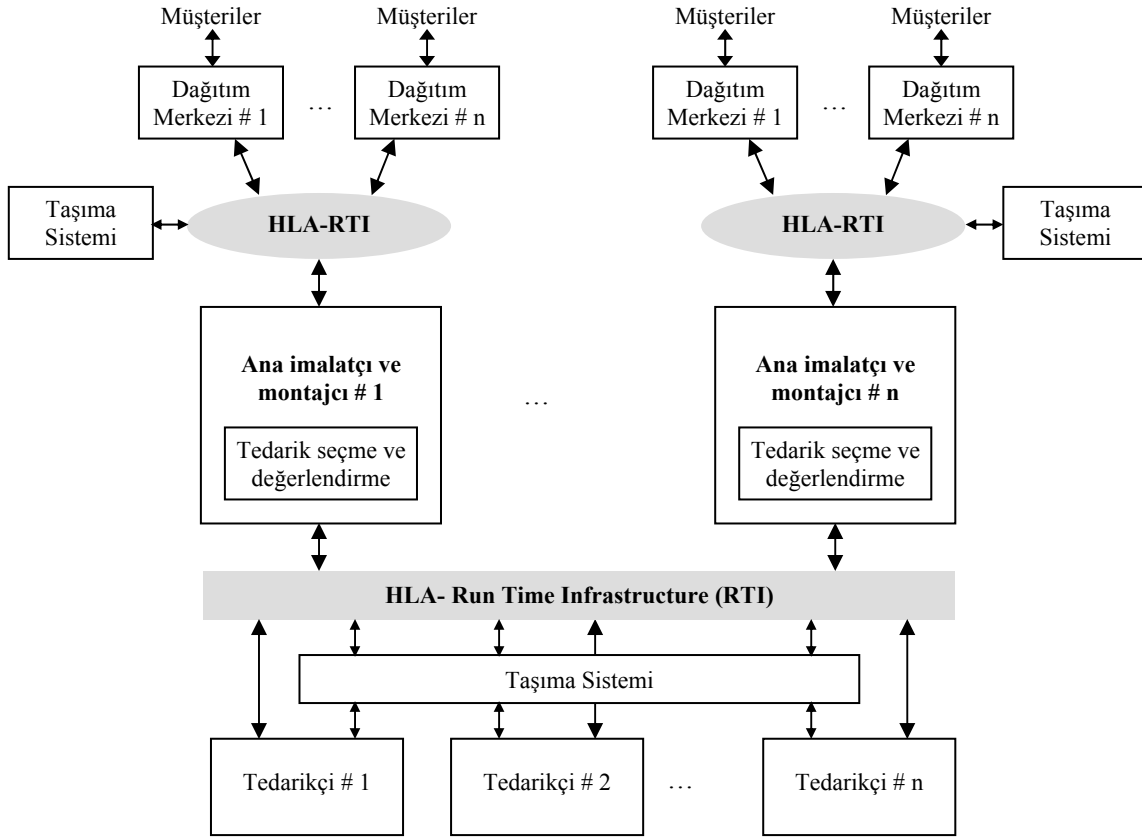 Müşteriler
Müşteriler
Müşteriler
Müşteriler
Dağıtım
Merkezi # 1
…
Dağıtım
Merkezi # n
Dağıtım
Merkezi # 1
…
Dağıtım
Merkezi # n
Taşıma
Sistemi
HLA-RTI
HLA-RTI
Taşıma
Sistemi
Ana imalatçı ve
montajcı # 1
Tedarik seçme ve
değerlendirme
…
Ana imalatçı ve
montajcı # n
Tedarik seçme ve
değerlendirme
HLA- Run Time Infrastructure (RTI)
Taşıma Sistemi
Tedarikçi # 1
Tedarikçi # 2
…
Tedarikçi # n